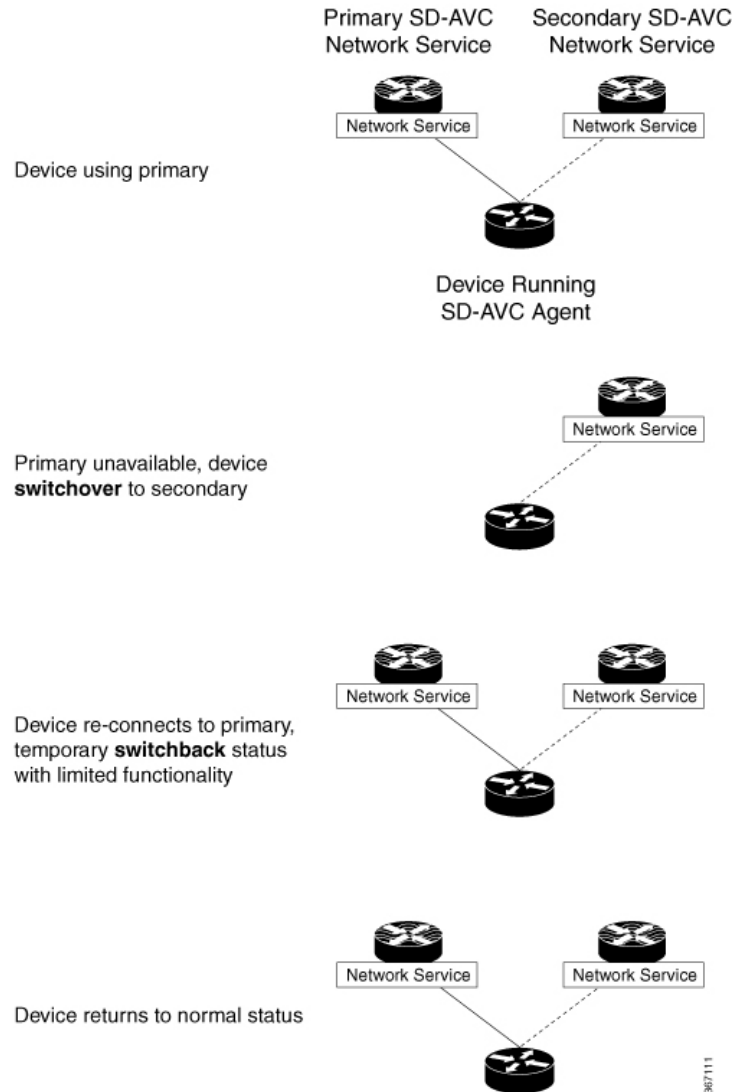 Primary SD-AVC
Network Service
Secondary SD-AVC
Network Service
Network Service
Network Service
Device using primary
Device Running
SD-AVC Agent
Network Service
Primary unavailable, device
switchover to secondary
Network Service
Network Service
Device re-connects to primary,
temporary switchback status
with limited functionality
Network Service
Network Service
Device returns to normal status